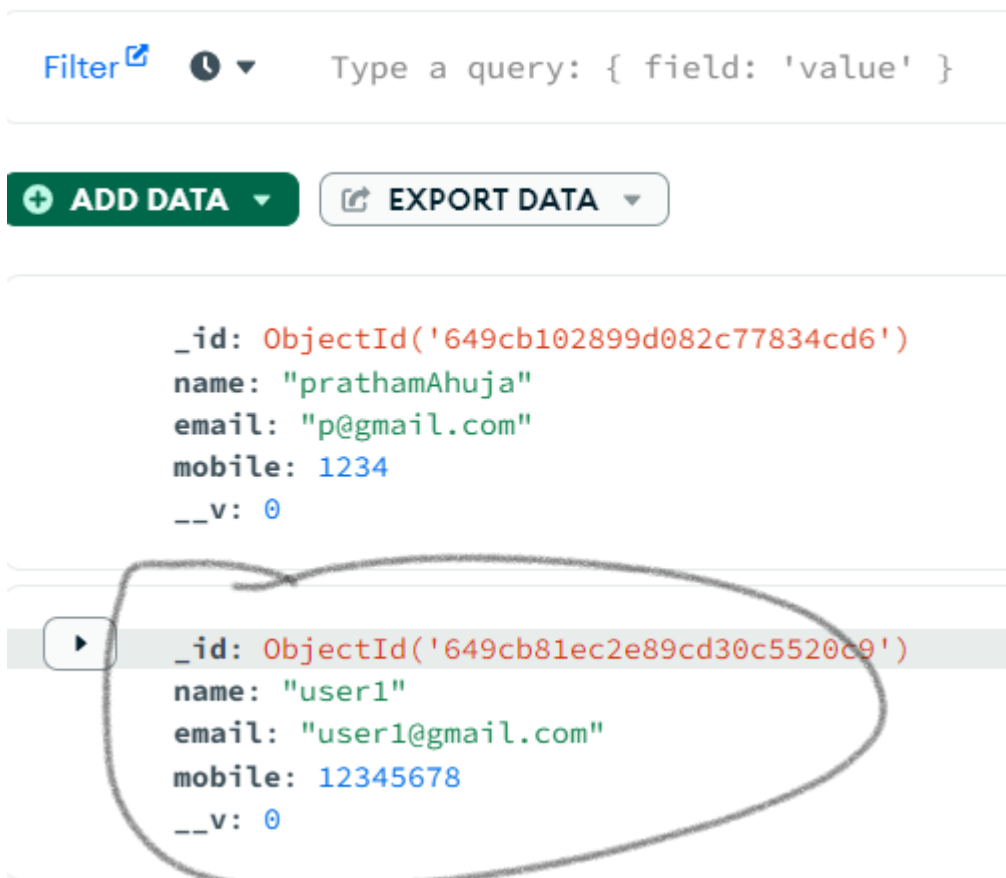 Filter Type a query: { field: 'value' }
ADD DATA EXPORT DATA
_id: ObjectId('649cb102899d082c77834cd6')
name: "prathamAhuja"
email: "p@gmail.com"
mobile: 1234
__v: 0
_id: ObjectId('649cb81ec2e89cd30c5520c9')
name: "user1"
email: "user1@gmail.com"
mobile: 12345678
__v: 0